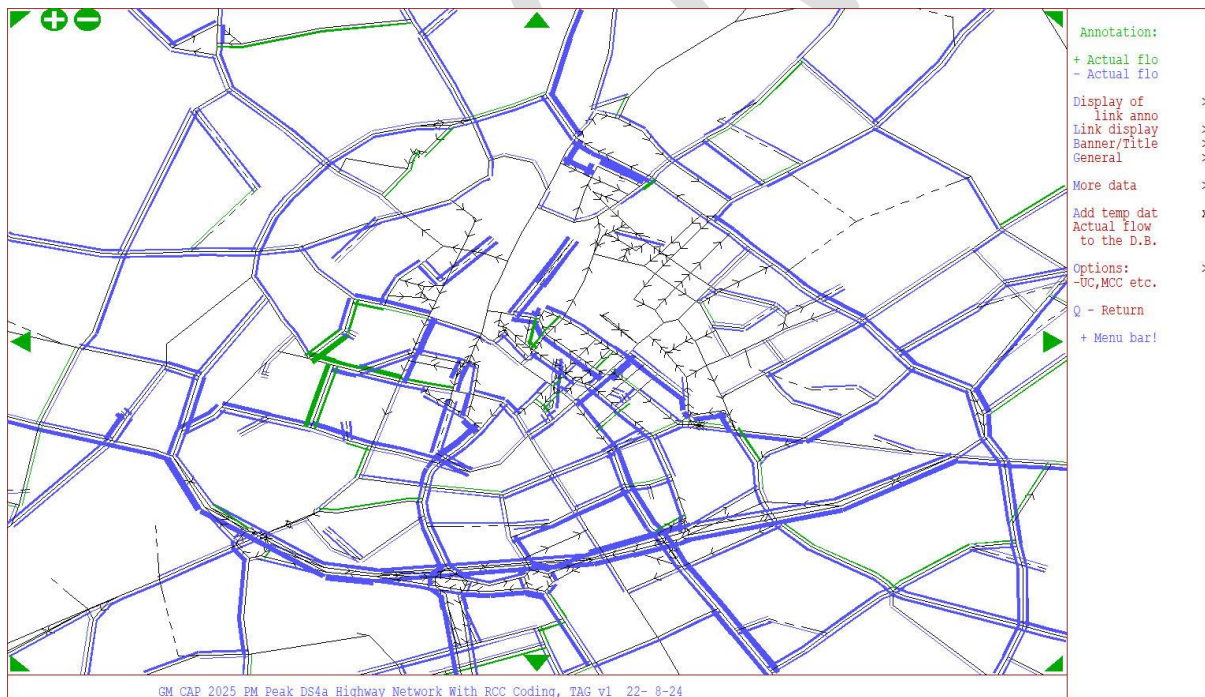 Annotation:
+ Actual flo
- Actual flo
Display of >
link anno
Link display >
Banner/Title >
General >
More data >
Add temp dat x
Actual flow
to the D.B.
Options: >
-UC,MCC etc.
Q - Return
+ Menu bar!
GM CAP 2025 PM Peak DS4a Highway Network With RCC Coding, TAG v1 22- 8-24